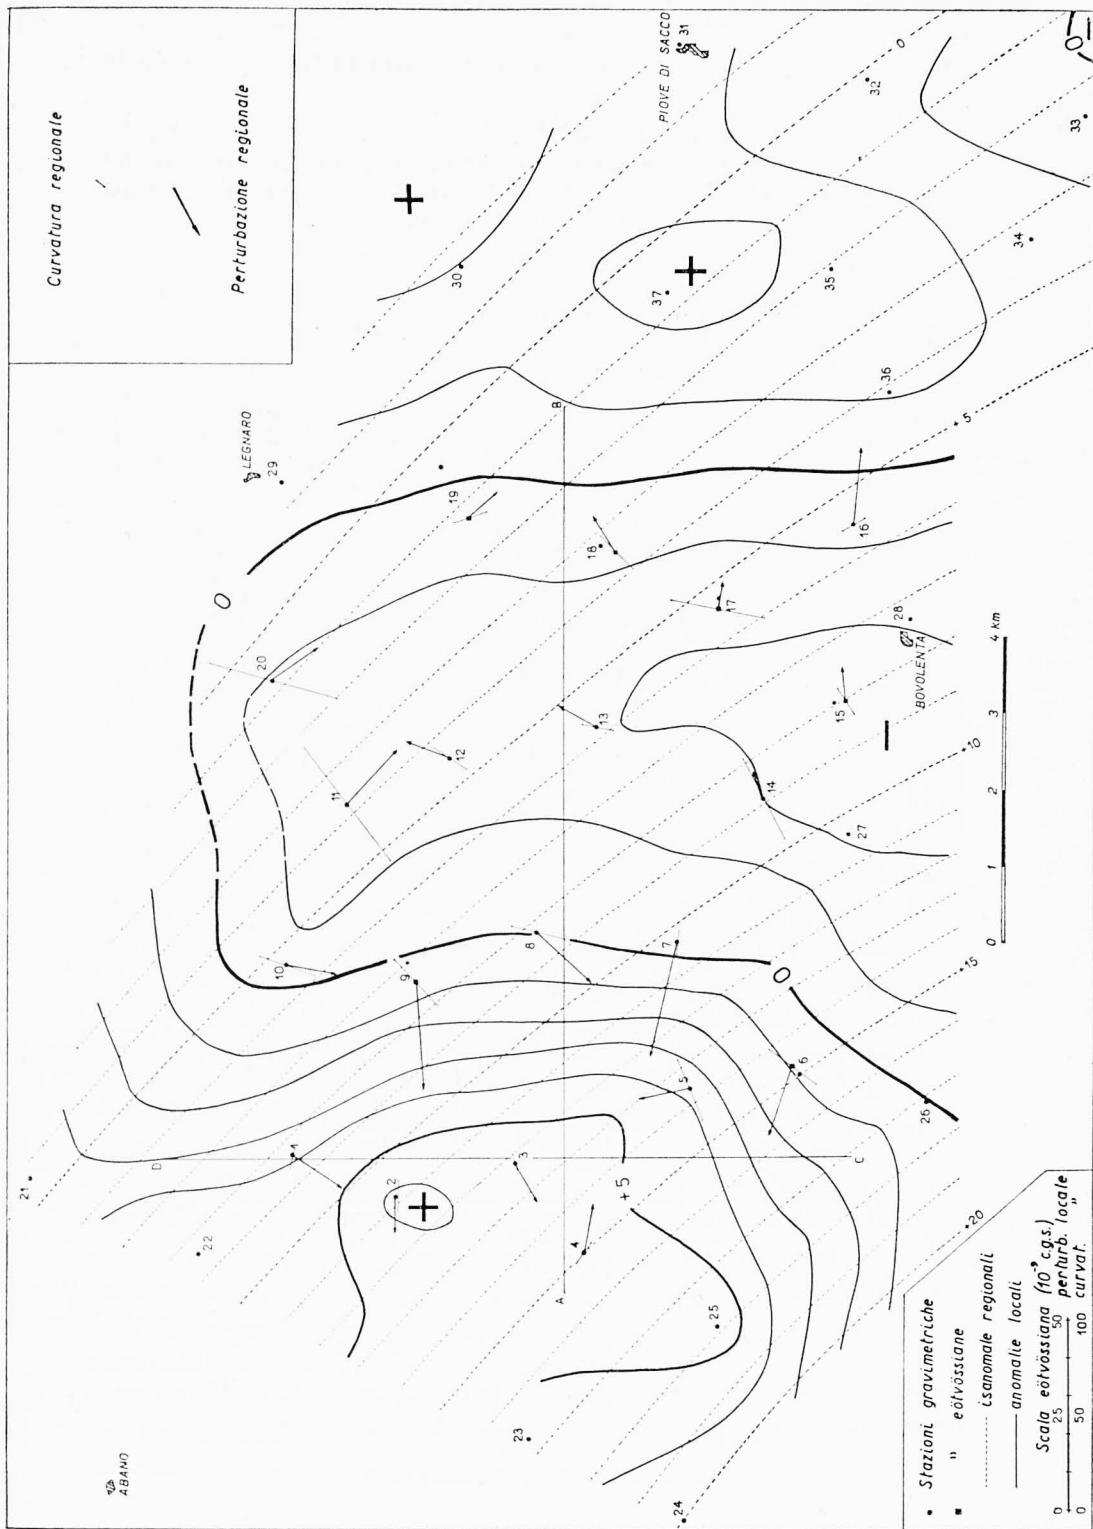 Curvatura regionale
Perturbazione regionale
ABANO
LEGNARO
PIOVE DI SACCO
BOVOLENTA
21
22
23
24
25
26
27
28
29
30
31
32
33
34
35
36
37
1
2
3
4
5
6
7
8
9
10
11
12
13
14
15
16
17
18
19
20
A
B
C
D
+
+
+
−
+5
0
0
0
0
+5
+10
+15
+20
0 1 2 3 4 km
Stazioni gravimetriche
" eötvössiane
isanomale regionali
anomalie locali
Scala eötvössiana (10⁻⁹ c.g.s.)
0 25 50 perturb. locale
0 50 100 curvat. "